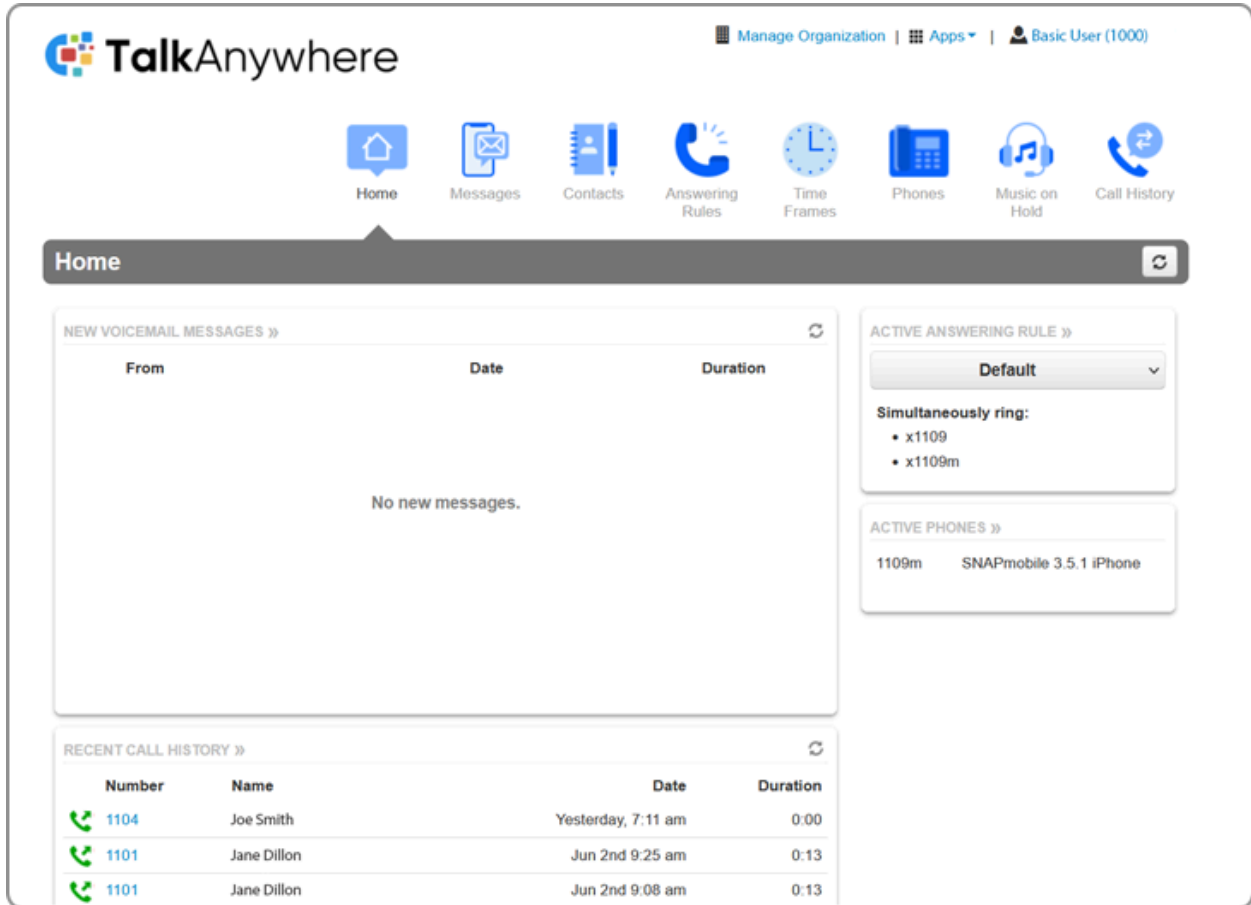 TalkAnywhere
Manage Organization | Apps | Basic User (1000)
Home
Messages
Contacts
Answering Rules
Time Frames
Phones
Music on Hold
Call History
Home
NEW VOICEMAIL MESSAGES »
From Date Duration
No new messages.
ACTIVE ANSWERING RULE »
Default
Simultaneously ring:
• x1109
• x1109m
ACTIVE PHONES »
1109m SNAPmobile 3.5.1 iPhone
RECENT CALL HISTORY »
Number Name Date Duration
1104 Joe Smith Yesterday, 7:11 am 0:00
1101 Jane Dillon Jun 2nd 9:25 am 0:13
1101 Jane Dillon Jun 2nd 9:08 am 0:13